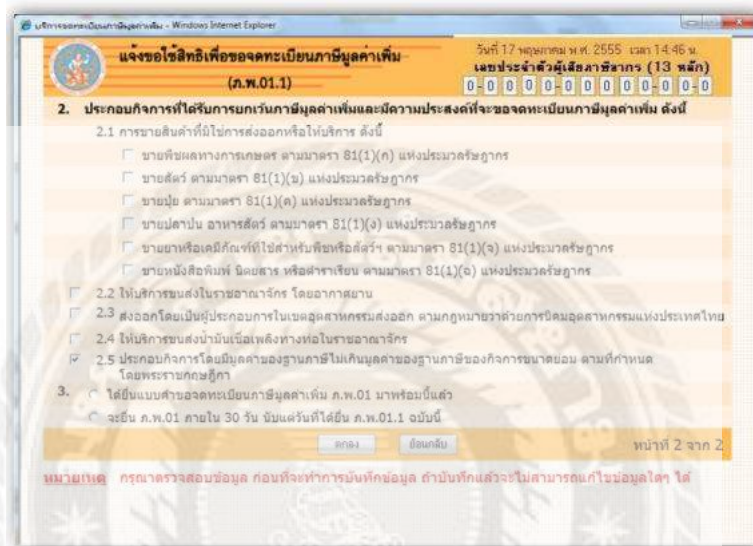 บริการจดทะเบียนภาษีมูลค่าเพิ่ม - Windows Internet Explorer
แจ้งขอใช้สิทธิเพื่อขอจดทะเบียนภาษีมูลค่าเพิ่ม
(ภ.พ.01.1)
วันที่ 17 พฤษภาคม พ.ศ. 2555 เวลา 14.46 น.
เลขประจำตัวผู้เสียภาษีอากร (13 หลัก)
0-0 0 0 0-0 0 0 0 0-0 0-0
2. ประกอบกิจการที่ได้รับการยกเว้นภาษีมูลค่าเพิ่มและมีความประสงค์ที่จะขอจดทะเบียนภาษีมูลค่าเพิ่ม ดังนี้
2.1 การขายสินค้าที่มิใช่การส่งออกหรือให้บริการ ดังนี้
ขายพืชผลทางการเกษตร ตามมาตรา 81(1)(ก) แห่งประมวลรัษฎากร
ขายสัตว์ ตามมาตรา 81(1)(ข) แห่งประมวลรัษฎากร
ขายปุ๋ย ตามมาตรา 81(1)(ค) แห่งประมวลรัษฎากร
ขายปลาป่น อาหารสัตว์ ตามมาตรา 81(1)(ง) แห่งประมวลรัษฎากร
ขายยาหรือเคมีภัณฑ์ที่ใช้สำหรับพืชหรือสัตว์ฯ ตามมาตรา 81(1)(จ) แห่งประมวลรัษฎากร
ขายหนังสือพิมพ์ นิตยสาร หรือตำราเรียน ตามมาตรา 81(1)(ฉ) แห่งประมวลรัษฎากร
2.2 ให้บริการขนส่งในราชอาณาจักร โดยอากาศยาน
2.3 ส่งออกโดยเป็นผู้ประกอบการในเขตอุตสาหกรรมส่งออก ตามกฎหมายว่าด้วยการนิคมอุตสาหกรรมแห่งประเทศไทย
2.4 ให้บริการขนส่งน้ำมันเชื้อเพลิงทางท่อในราชอาณาจักร
2.5 ประกอบกิจการโดยมีมูลค่าของฐานภาษีไม่เกินมูลค่าของฐานภาษีของกิจการขนาดย่อม ตามที่กำหนด
โดยพระราชกฤษฎีกา
3. ได้ยื่นแบบคำขอจดทะเบียนภาษีมูลค่าเพิ่ม ภ.พ.01 มาพร้อมนี้แล้ว
จะยื่น ภ.พ.01 ภายใน 30 วัน นับแต่วันที่ได้ยื่น ภ.พ.01.1 ฉบับนี้
ตกลง ย้อนกลับ หน้าที่ 2 จาก 2
หมายเหตุ กรุณาตรวจสอบข้อมูล ก่อนที่จะทำการบันทึกข้อมูล ถ้าบันทึกแล้วจะไม่สามารถแก้ไขข้อมูลใดๆ ได้